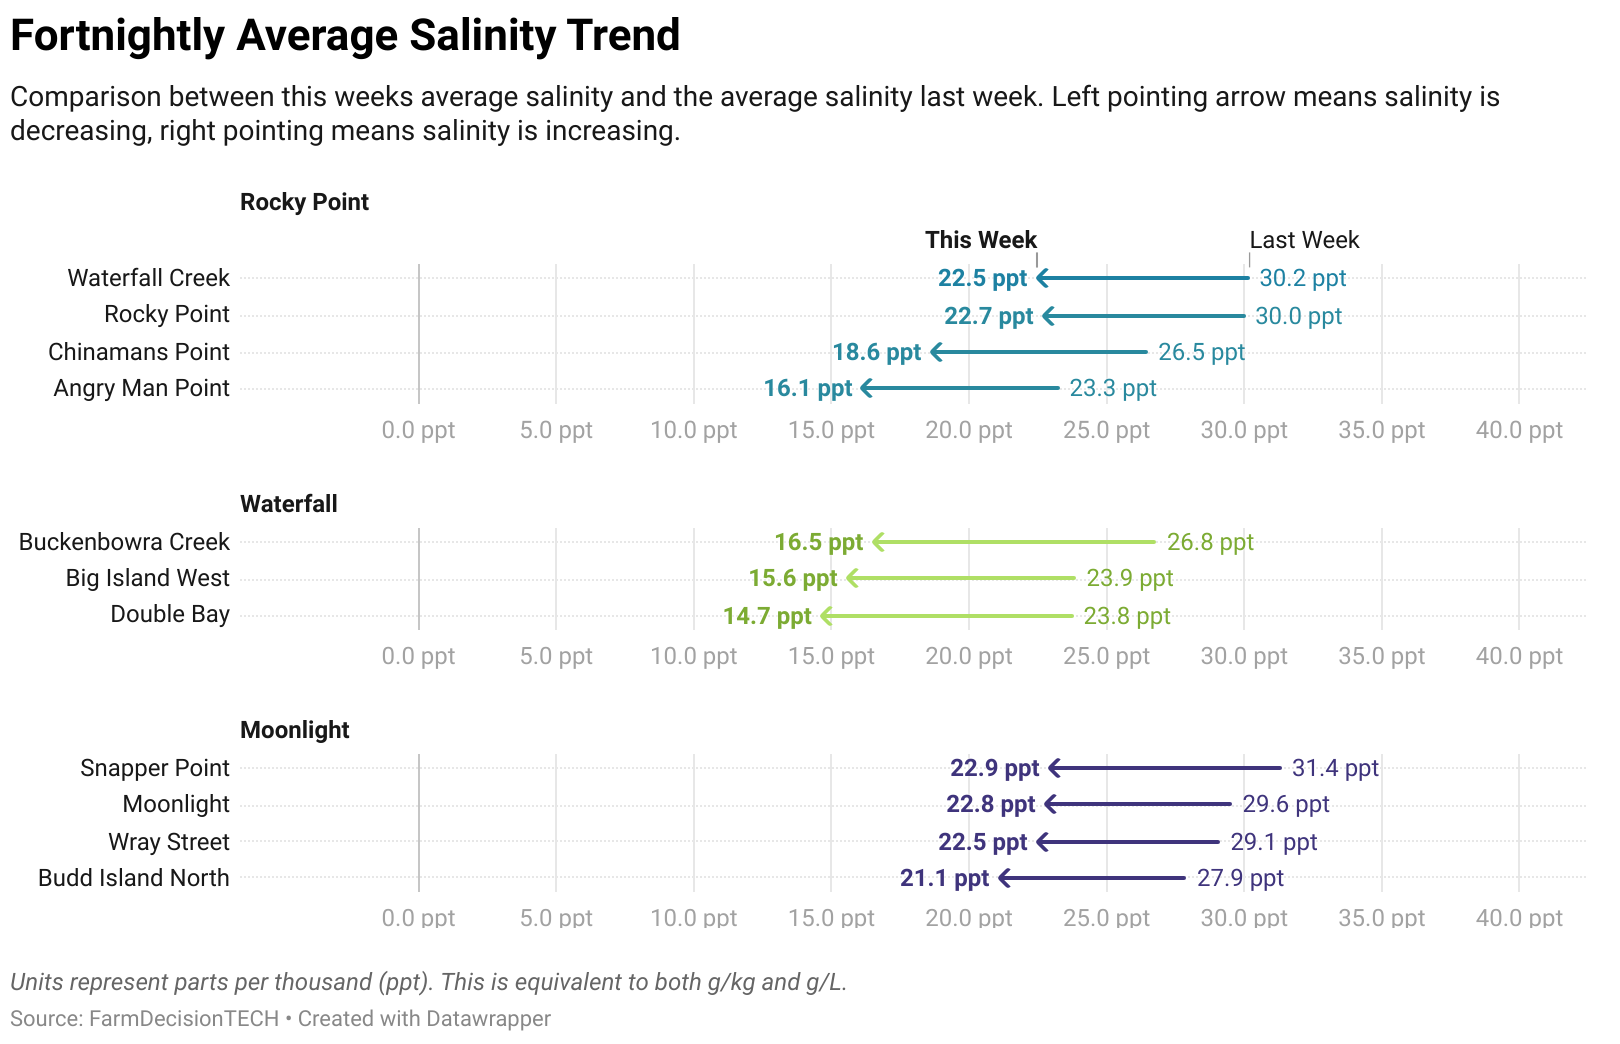 Fortnightly Average Salinity Trend
Comparison between this weeks average salinity and the average salinity last week. Left pointing arrow means salinity is
decreasing, right pointing means salinity is increasing.
Rocky Point
This Week Last Week
Waterfall Creek 22.5 ppt 30.2 ppt
Rocky Point 22.7 ppt 30.0 ppt
Chinamans Point 18.6 ppt 26.5 ppt
Angry Man Point 16.1 ppt 23.3 ppt
0.0 ppt 5.0 ppt 10.0 ppt 15.0 ppt 20.0 ppt 25.0 ppt 30.0 ppt 35.0 ppt 40.0 ppt
Waterfall
Buckenbowra Creek 16.5 ppt 26.8 ppt
Big Island West 15.6 ppt 23.9 ppt
Double Bay 14.7 ppt 23.8 ppt
0.0 ppt 5.0 ppt 10.0 ppt 15.0 ppt 20.0 ppt 25.0 ppt 30.0 ppt 35.0 ppt 40.0 ppt
Moonlight
Snapper Point 22.9 ppt 31.4 ppt
Moonlight 22.8 ppt 29.6 ppt
Wray Street 22.5 ppt 29.1 ppt
Budd Island North 21.1 ppt 27.9 ppt
0.0 ppt 5.0 ppt 10.0 ppt 15.0 ppt 20.0 ppt 25.0 ppt 30.0 ppt 35.0 ppt 40.0 ppt
Units represent parts per thousand (ppt). This is equivalent to both g/kg and g/L.
Source: FarmDecisionTECH • Created with Datawrapper